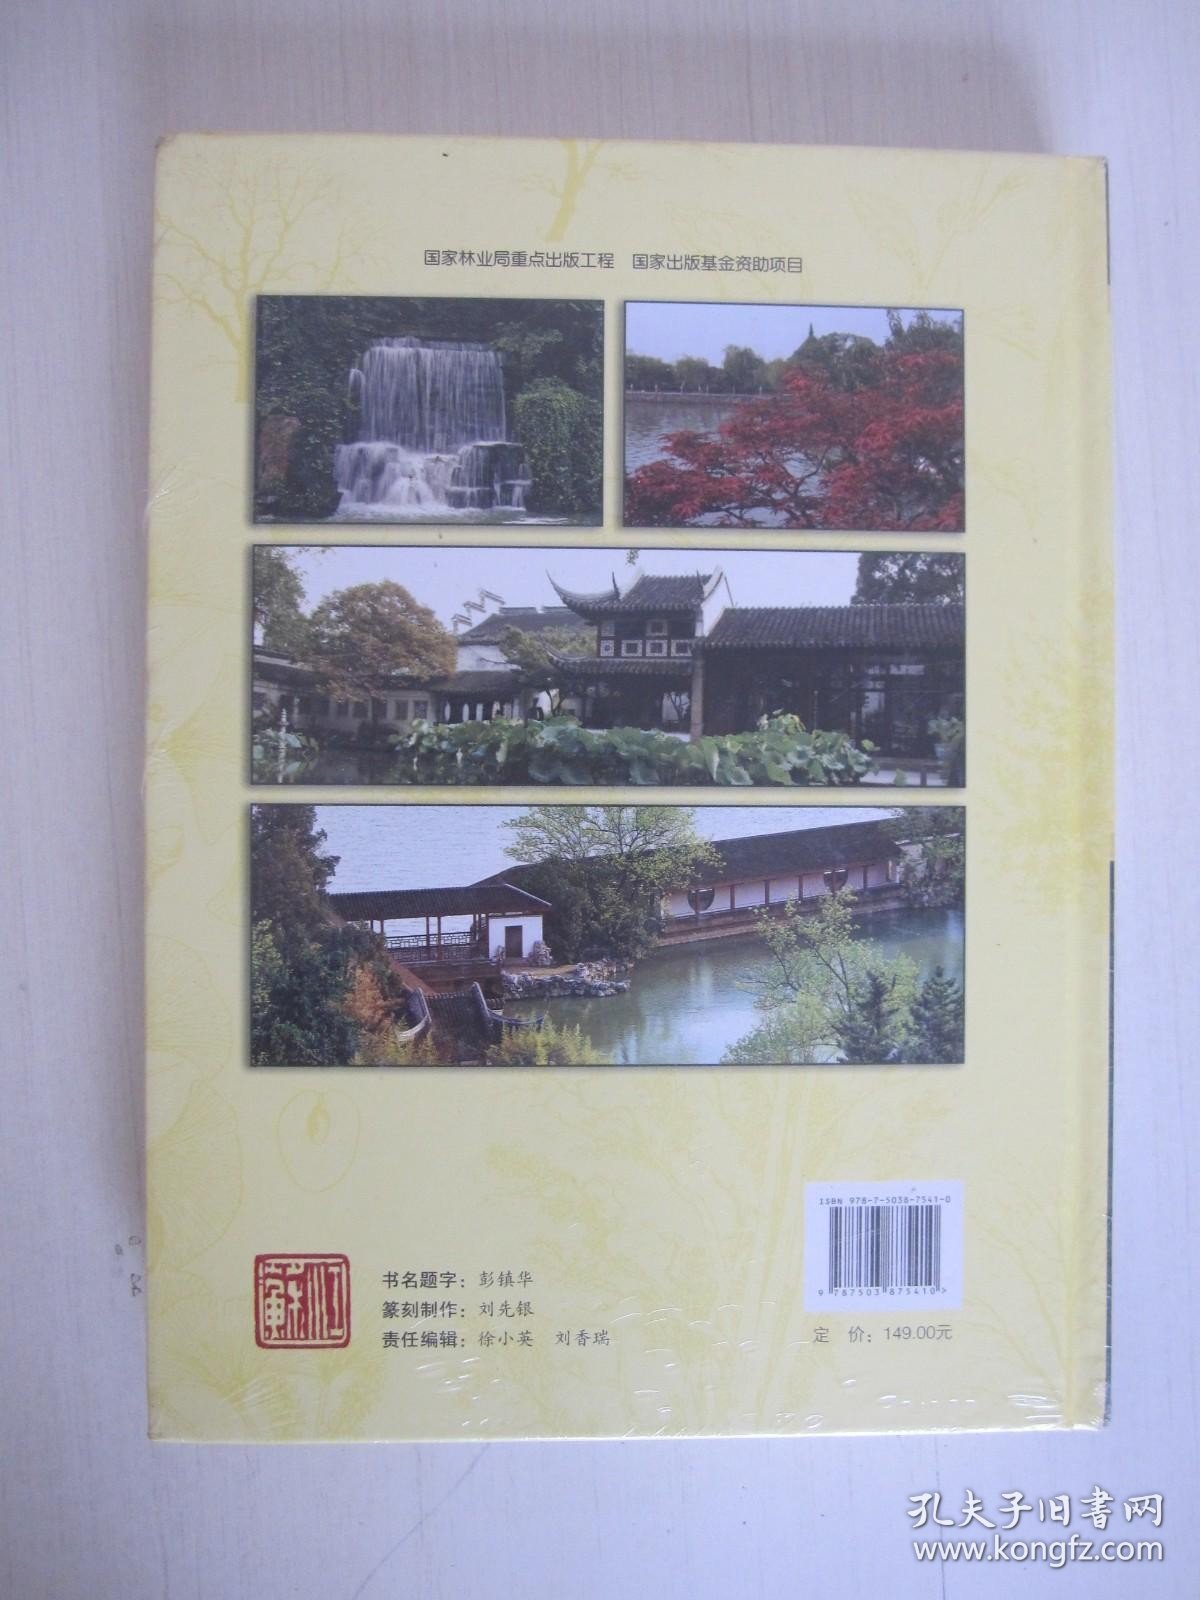 国家林业局重点出版工程 国家出版基金资助项目
ISBN 978-7-5038-7541-0
9 787503 875410>
定 价：149.00元
江蘇
书名题字：彭镇华
篆刻制作：刘先银
责任编辑：徐小英 刘香瑞
孔夫子旧书网
www.kongfz.com